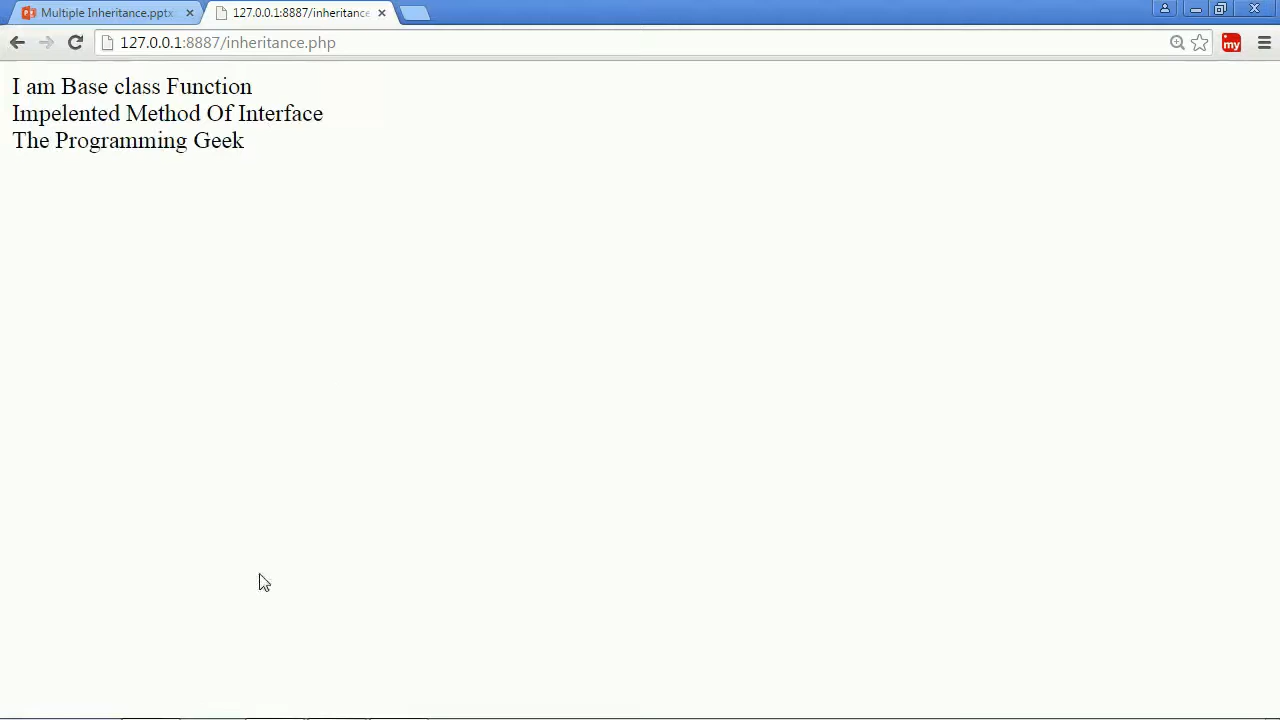 Multiple Inheritance.pptx
127.0.0.1:8887/inheritance
127.0.0.1:8887/inheritance.php
my
I am Base class Function
Impelented Method Of Interface
The Programming Geek